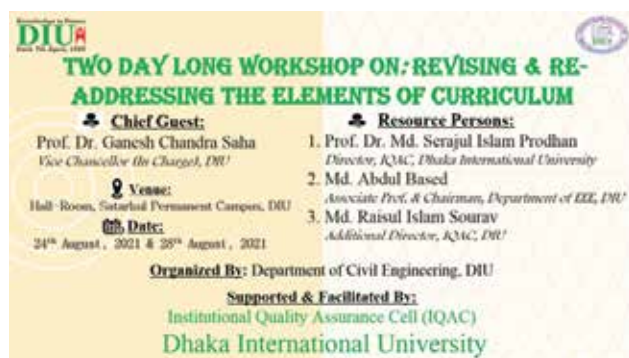 DIU
TWO DAY LONG WORKSHOP ON: REVISING & RE-
ADDRESSING THE ELEMENTS OF CURRICULUM
Chief Guest:
Prof. Dr. Ganesh Chandra Saha
Vice Chancellor (In Charge), DIU
Venue:
Hall-Room, Satarkul Permanent Campus, DIU
Date:
24th August, 2021 & 28th August, 2021
Resource Persons:
1. Prof. Dr. Md. Serajul Islam Prodhan
Director, IQAC, Dhaka International University
2. Md. Abdul Based
Associate Prof. & Chairman, Department of EEE, DIU
3. Md. Raisul Islam Sourav
Additional Director, IQAC, DIU
Organized By: Department of Civil Engineering, DIU
Supported & Facilitated By:
Institutional Quality Assurance Cell (IQAC)
Dhaka International University